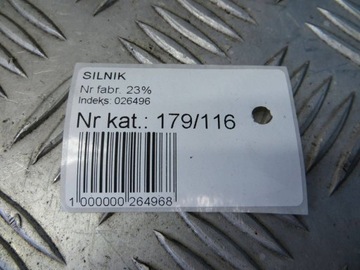 SILNIK
Nr fabr. 23%
Indeks: 026496
Nr kat.: 179/116
1 000000 264968